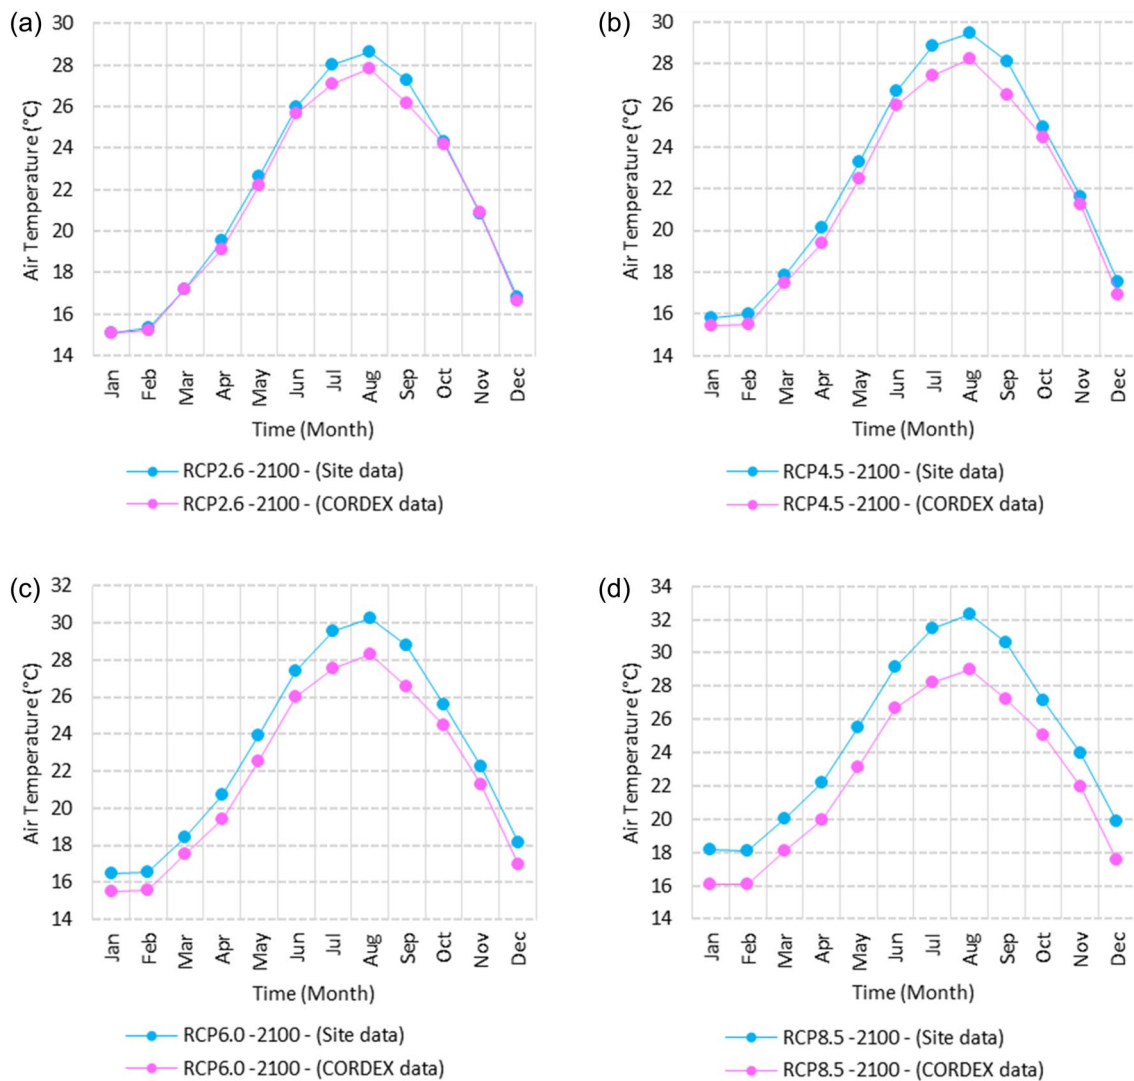 (a)
30
28
26
24
22
20
18
16
14
Air Temperature (°C)
Jan Feb Mar Apr May Jun Jul Aug Sep Oct Nov Dec
Time (Month)
RCP2.6 -2100 - (Site data)
RCP2.6 -2100 - (CORDEX data)
(b)
30
28
26
24
22
20
18
16
14
Air Temperature (°C)
Jan Feb Mar Apr May Jun Jul Aug Sep Oct Nov Dec
Time (Month)
RCP4.5 -2100 - (Site data)
RCP4.5 -2100 - (CORDEX data)
(c)
32
30
28
26
24
22
20
18
16
14
Air Temperature (°C)
Jan Feb Mar Apr May Jun Jul Aug Sep Oct Nov Dec
Time (Month)
RCP6.0 -2100 - (Site data)
RCP6.0 -2100 - (CORDEX data)
(d)
34
32
30
28
26
24
22
20
18
16
14
Air Temperature (°C)
Jan Feb Mar Apr May Jun Jul Aug Sep Oct Nov Dec
Time (Month)
RCP8.5 -2100 - (Site data)
RCP8.5 -2100 - (CORDEX data)